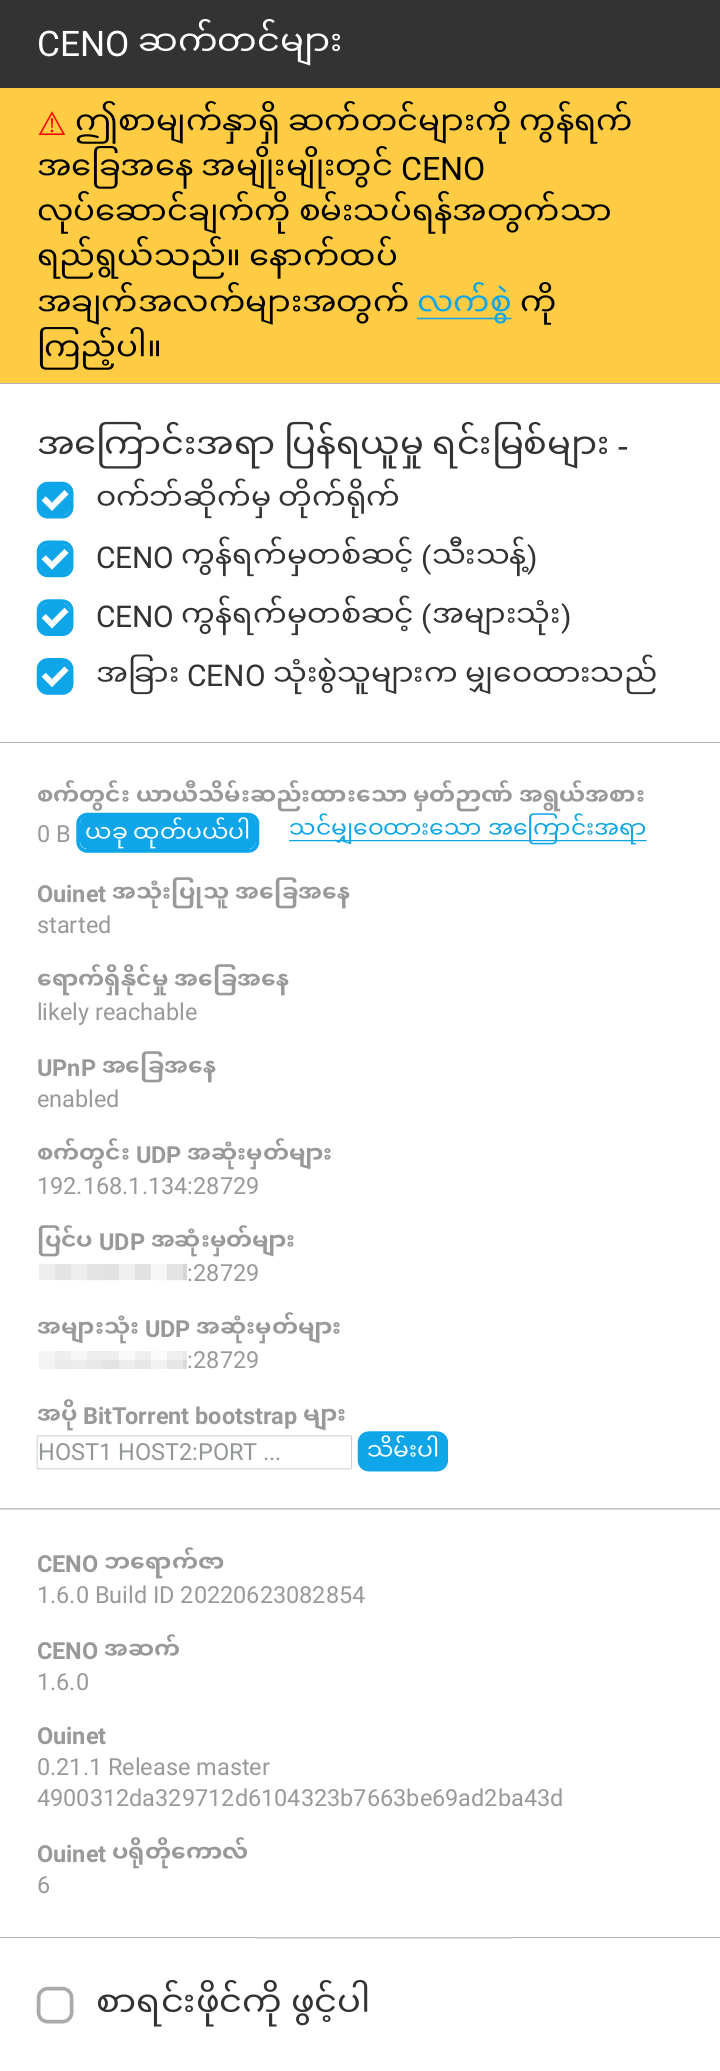 CENO ဆက်တင်များ
⚠ ဤစာမျက်နှာရှိ ဆက်တင်များကို ကွန်ရက်
အခြေအနေ အမျိုးမျိုးတွင် CENO
လုပ်ဆောင်ချက်ကို စမ်းသပ်ရန်အတွက်သာ
ရည်ရွယ်သည်။ နောက်ထပ်
အချက်အလက်များအတွက် လက်စွဲ ကို
ကြည့်ပါ။
အကြောင်းအရာ ပြန်ရယူမှု ရင်းမြစ်များ -
ဝက်ဘ်ဆိုက်မှ တိုက်ရိုက်
CENO ကွန်ရက်မှတစ်ဆင့် (သီးသန့်)
CENO ကွန်ရက်မှတစ်ဆင့် (အများသုံး)
အခြား CENO သုံးစွဲသူများက မျှဝေထားသည်
စက်တွင်း ယာယီသိမ်းဆည်းထားသော မှတ်ဉာဏ် အရွယ်အစား
0 B ယခု ထုတ်ပယ်ပါ သင်မျှဝေထားသော အကြောင်းအရာ
Ouinet အသုံးပြုသူ အခြေအနေ
started
ရောက်ရှိနိုင်မှု အခြေအနေ
likely reachable
UPnP အခြေအနေ
enabled
စက်တွင်း UDP အဆုံးမှတ်များ
192.168.1.134:28729
ပြင်ပ UDP အဆုံးမှတ်များ
:28729
အများသုံး UDP အဆုံးမှတ်များ
:28729
အပို BitTorrent bootstrap များ
HOST1 HOST2:PORT ... သိမ်းပါ
CENO ဘရောက်ဇာ
1.6.0 Build ID 20220623082854
CENO အဆက်
1.6.0
Ouinet
0.21.1 Release master
4900312da329712d6104323b7663be69ad2ba43d
Ouinet ပရိုတိုကောလ်
6
စာရင်းဖိုင်ကို ဖွင့်ပါ